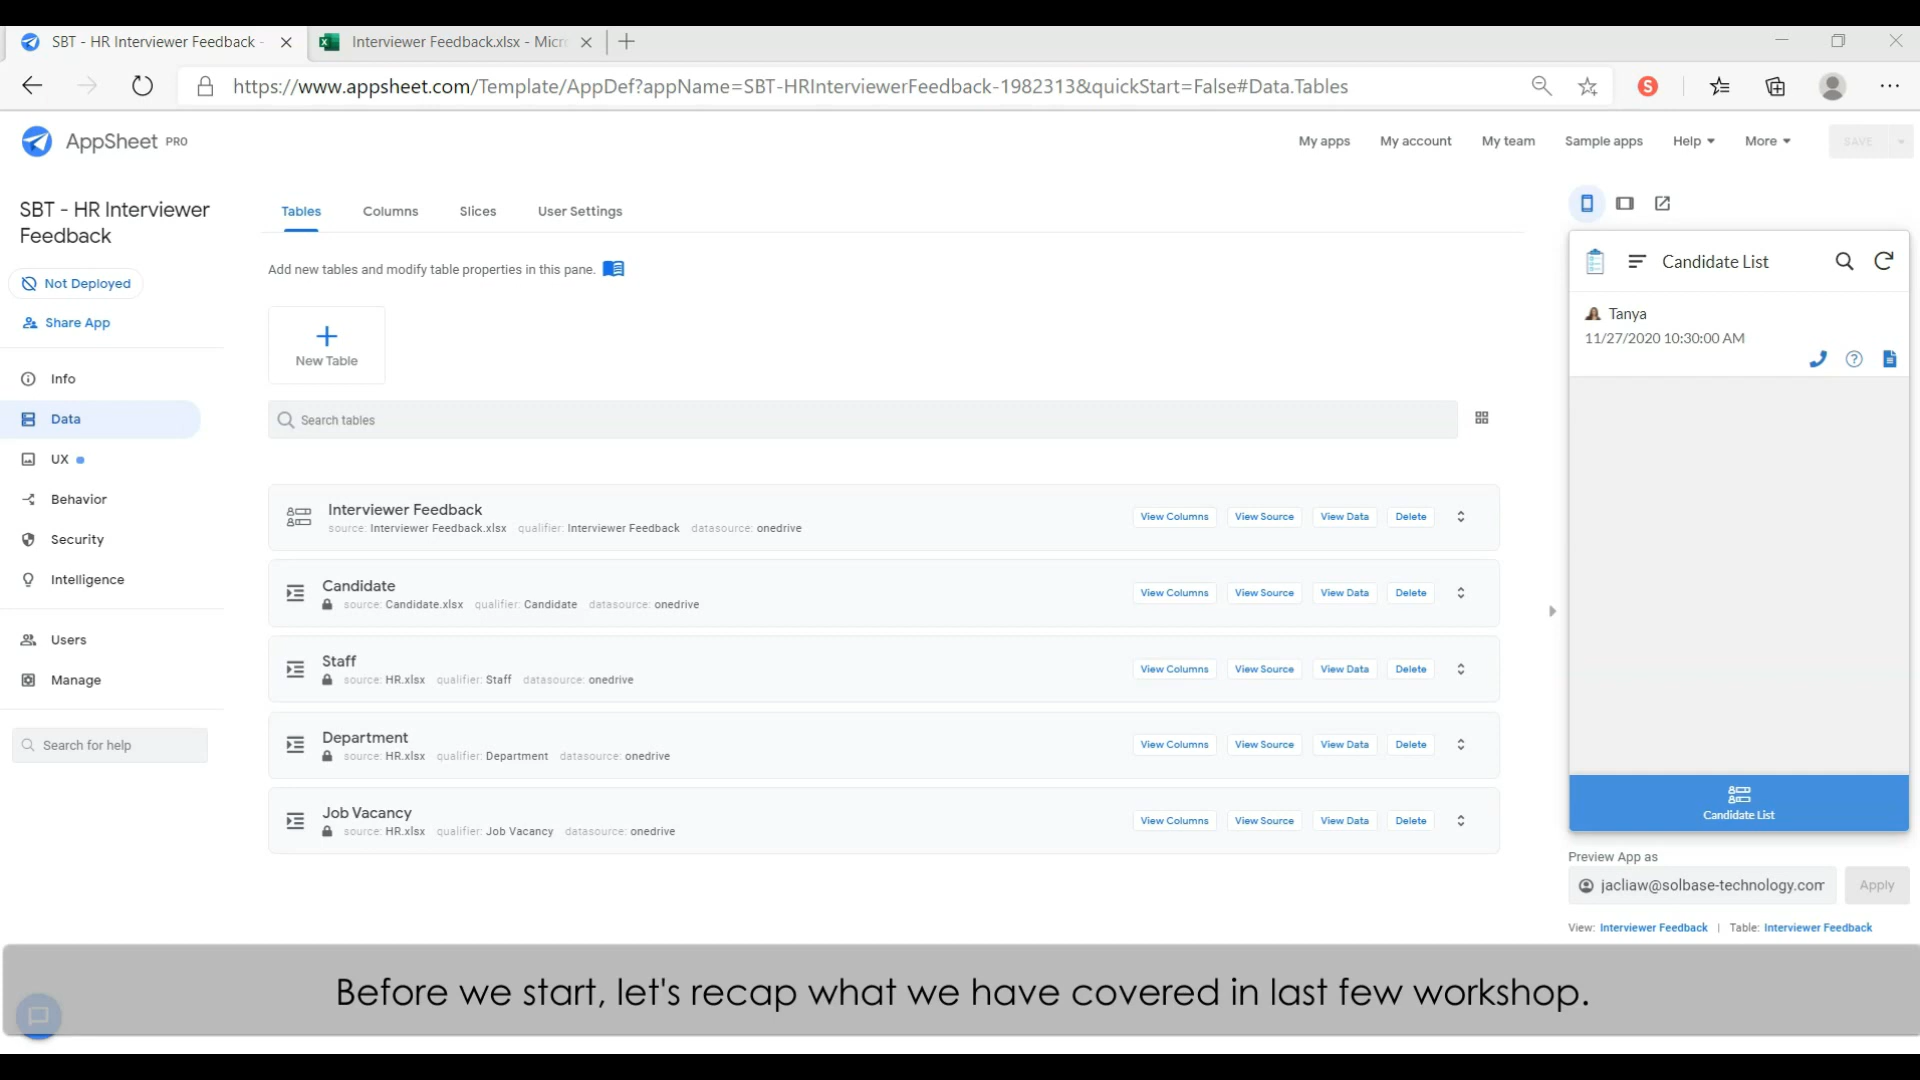 SBT - HR Interviewer Feedback -
Interviewer Feedback.xlsx - Micr
https://www.appsheet.com/Template/AppDef?appName=SBT-HRInterviewerFeedback-1982313&quickStart=False#Data.Tables
S
AppSheet PRO
My apps
My account
My team
Sample apps
Help
More
SAVE
SBT - HR Interviewer
Feedback
Not Deployed
Share App
Info
Data
UX
Behavior
Security
Intelligence
Users
Manage
Search for help
Tables
Columns
Slices
User Settings
Add new tables and modify table properties in this pane.
New Table
Search tables
Interviewer Feedback
source: Interviewer Feedback.xlsx qualifier: Interviewer Feedback datasource: onedrive
View Columns View Source View Data Delete
Candidate
source: Candidate.xlsx qualifier: Candidate datasource: onedrive
View Columns View Source View Data Delete
Staff
source: HR.xlsx qualifier: Staff datasource: onedrive
View Columns View Source View Data Delete
Department
source: HR.xlsx qualifier: Department datasource: onedrive
View Columns View Source View Data Delete
Job Vacancy
source: HR.xlsx qualifier: Job Vacancy datasource: onedrive
View Columns View Source View Data Delete
Candidate List
Tanya
11/27/2020 10:30:00 AM
Candidate List
Preview App as
jacliaw@solbase-technology.com
Apply
View: Interviewer Feedback | Table: Interviewer Feedback
Before we start, let's recap what we have covered in last few workshop.